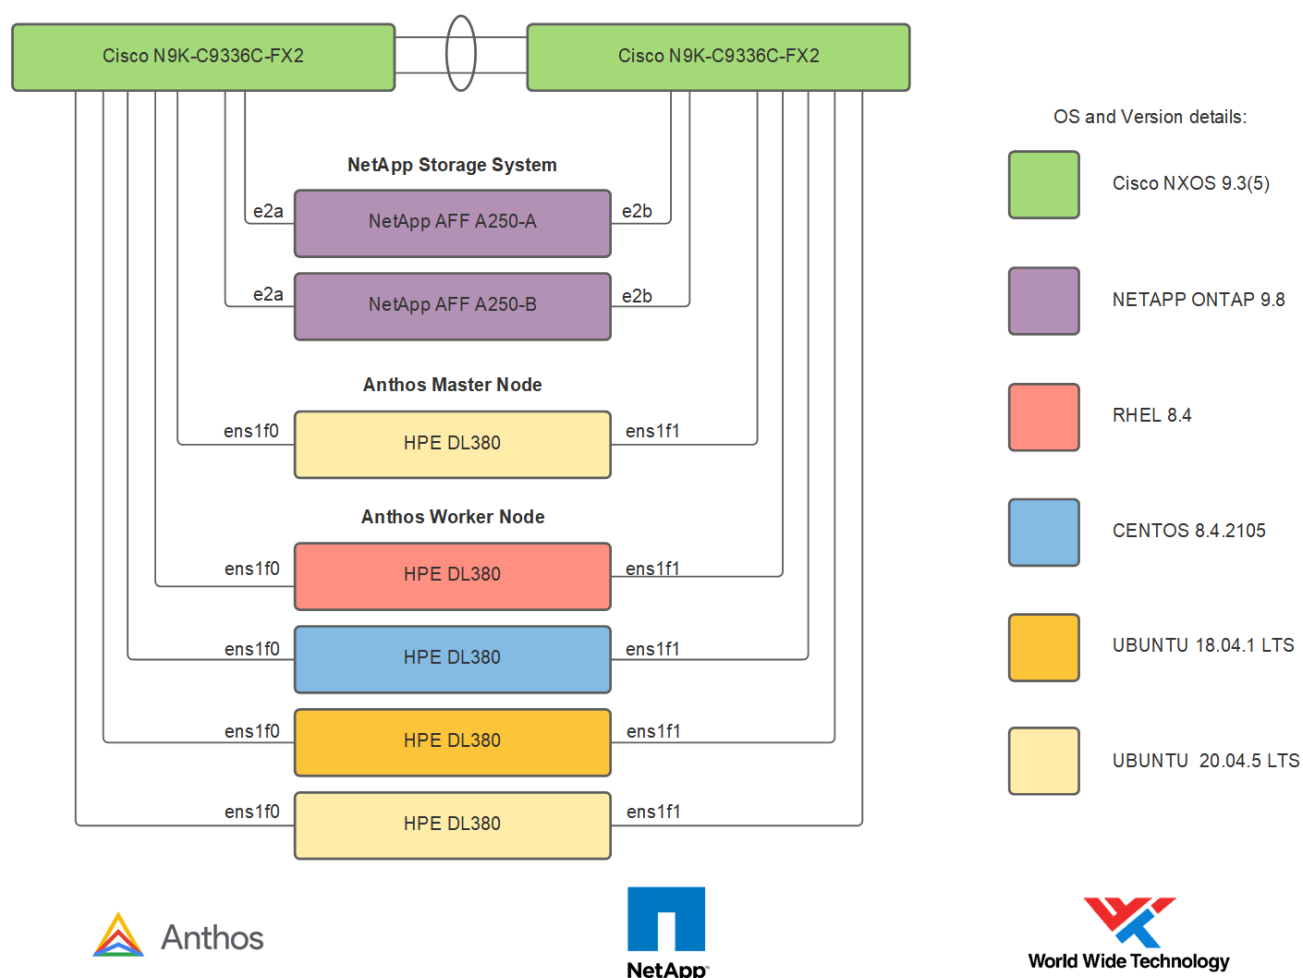 Cisco N9K-C9336C-FX2
Cisco N9K-C9336C-FX2
NetApp Storage System
e2a
NetApp AFF A250-A
e2b
e2a
NetApp AFF A250-B
e2b
Anthos Master Node
ens1f0
HPE DL380
ens1f1
Anthos Worker Node
ens1f0
HPE DL380
ens1f1
ens1f0
HPE DL380
ens1f1
ens1f0
HPE DL380
ens1f1
ens1f0
HPE DL380
ens1f1
OS and Version details:
Cisco NXOS 9.3(5)
NETAPP ONTAP 9.8
RHEL 8.4
CENTOS 8.4.2105
UBUNTU 18.04.1 LTS
UBUNTU  20.04.5 LTS
Anthos
NetApp
World Wide Technology